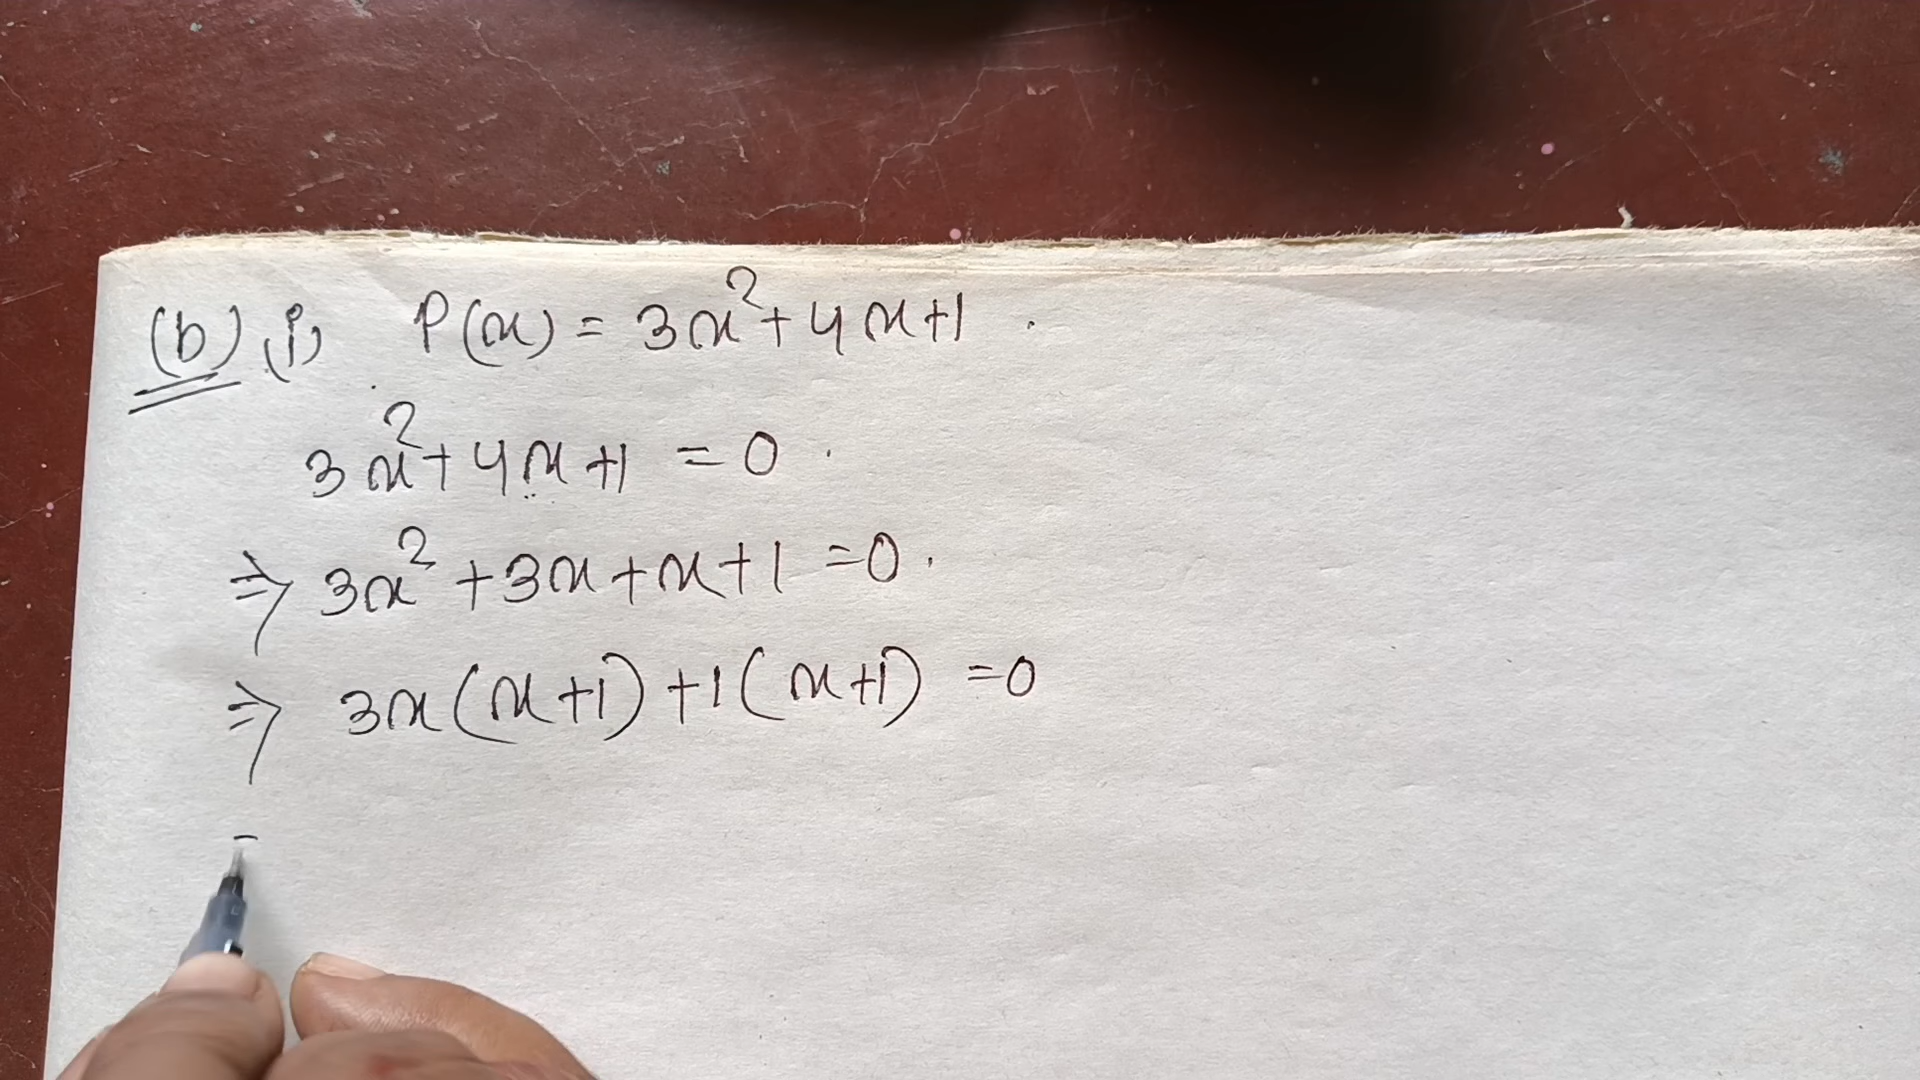 (b) (i) P(x) = 3x² + 4x + 1 .
3x² + 4x + 1 = 0 .
⇒ 3x² + 3x + x + 1 = 0 .
⇒ 3x (x + 1) + 1 (x + 1) = 0